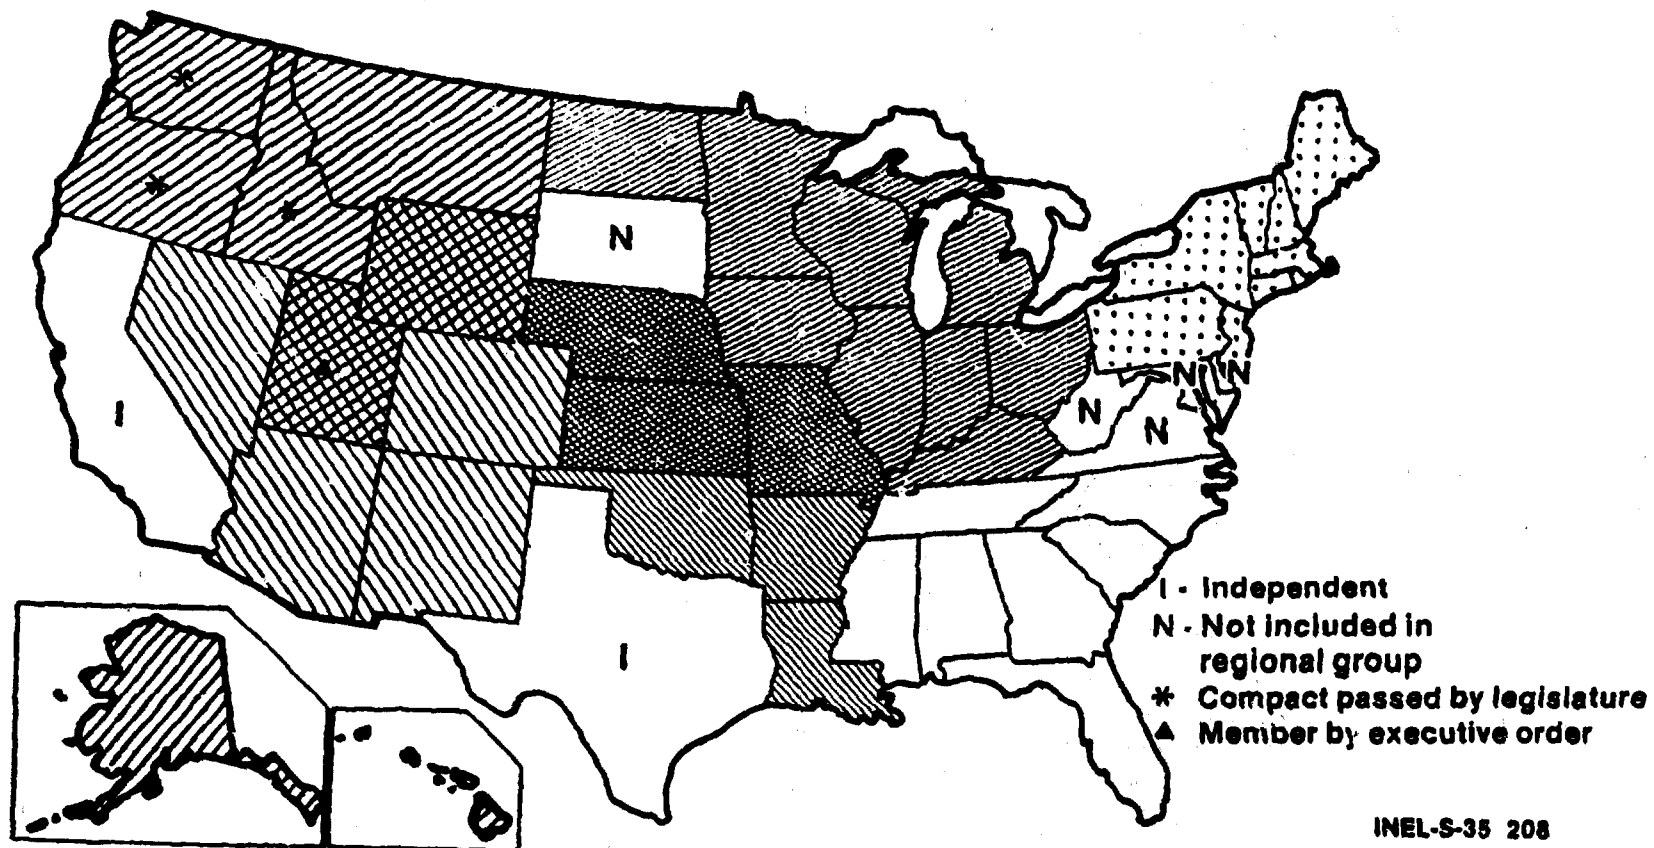 N
N
N
N
N
I
I
I - Independent
N - Not included in
regional group
* Compact passed by legislature
▲ Member by executive order
INEL-S-35 208